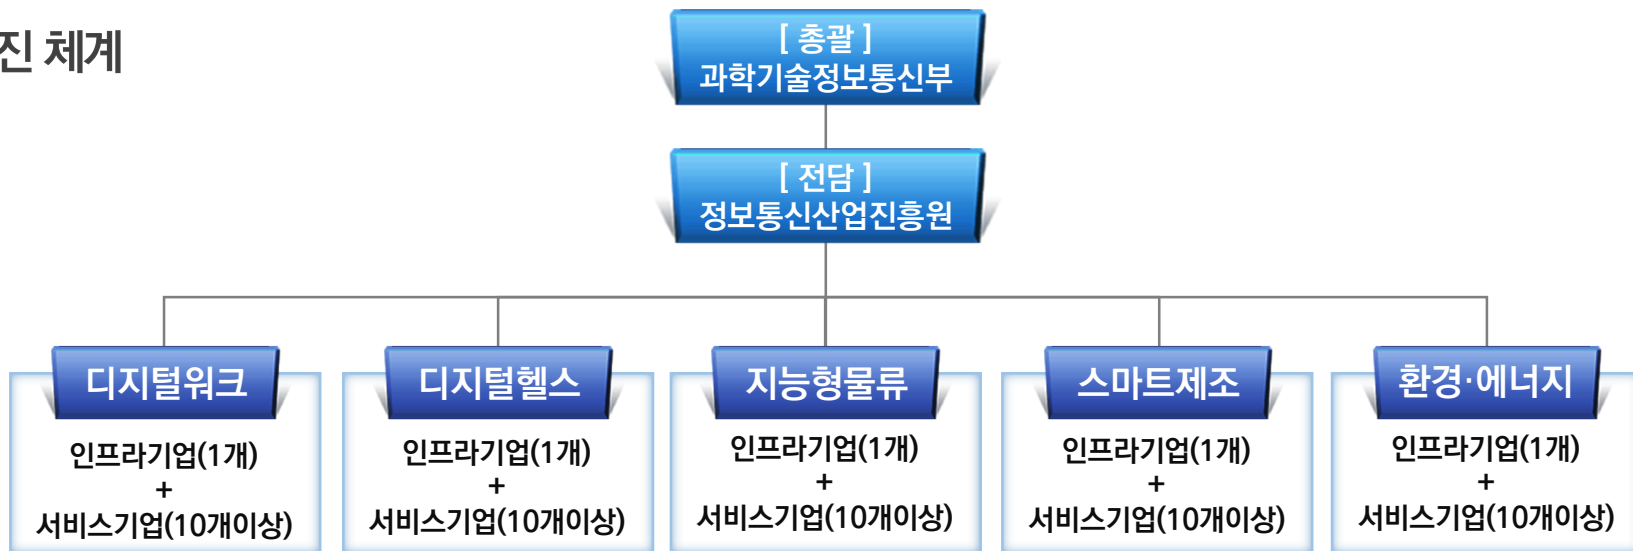 진 체계
[ 총괄 ]
과학기술정보통신부
[ 전담 ]
정보통신산업진흥원
디지털워크
인프라기업(1개)
+
서비스기업(10개이상)
디지털헬스
인프라기업(1개)
+
서비스기업(10개이상)
지능형물류
인프라기업(1개)
+
서비스기업(10개이상)
스마트제조
인프라기업(1개)
+
서비스기업(10개이상)
환경·에너지
인프라기업(1개)
+
서비스기업(10개이상)